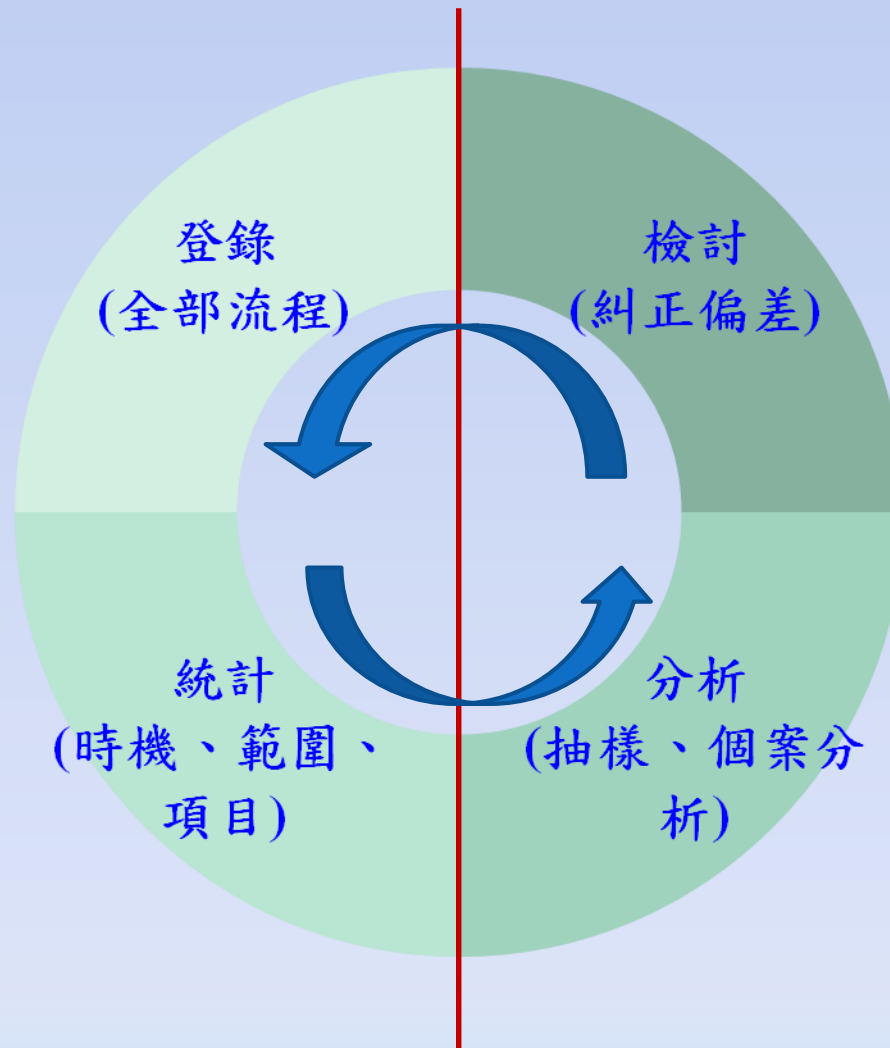 登錄
(全部流程)
檢討
(糾正偏差)
統計
(時機、範圍、
項目)
分析
(抽樣、個案分
析)